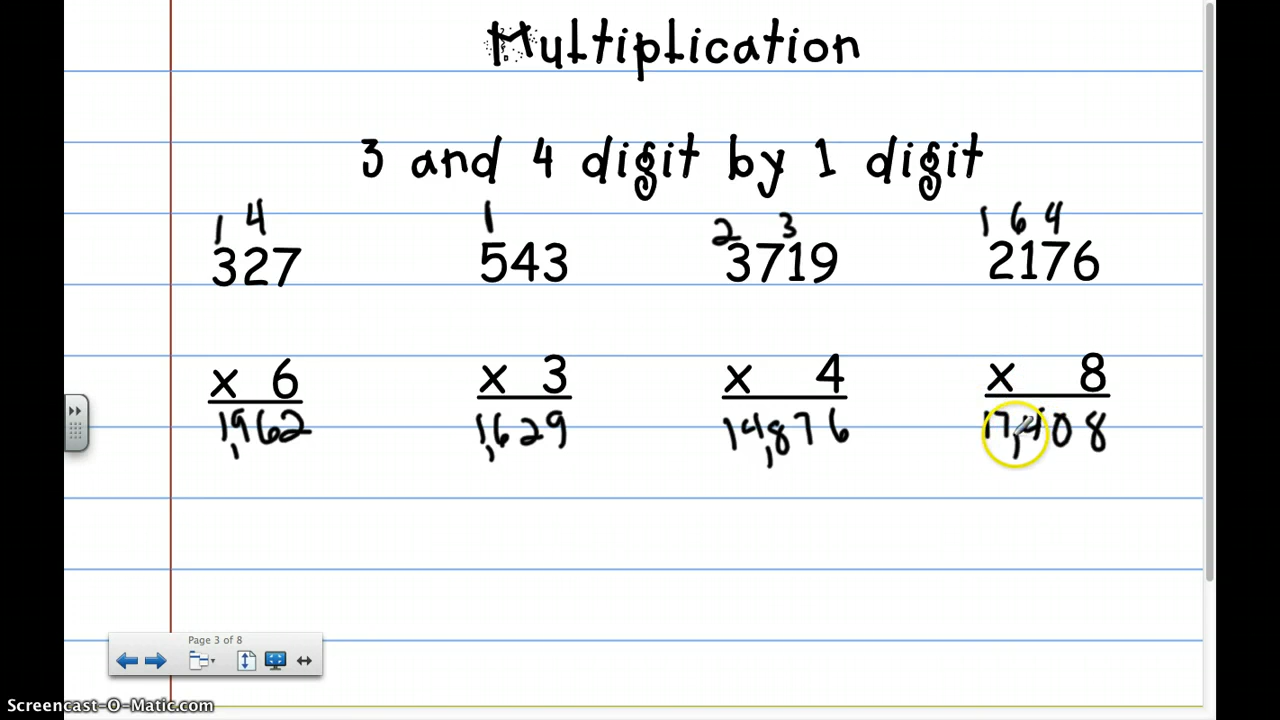 Multiplication
3 and 4 digit by 1 digit
1 4 1 2 3 1 6 4
327 543 3719 2176
x 6 x 3 x 4 x 8
1,962 1,629 14,876 17,408
Page 3 of 8
Screencast-O-Matic.com